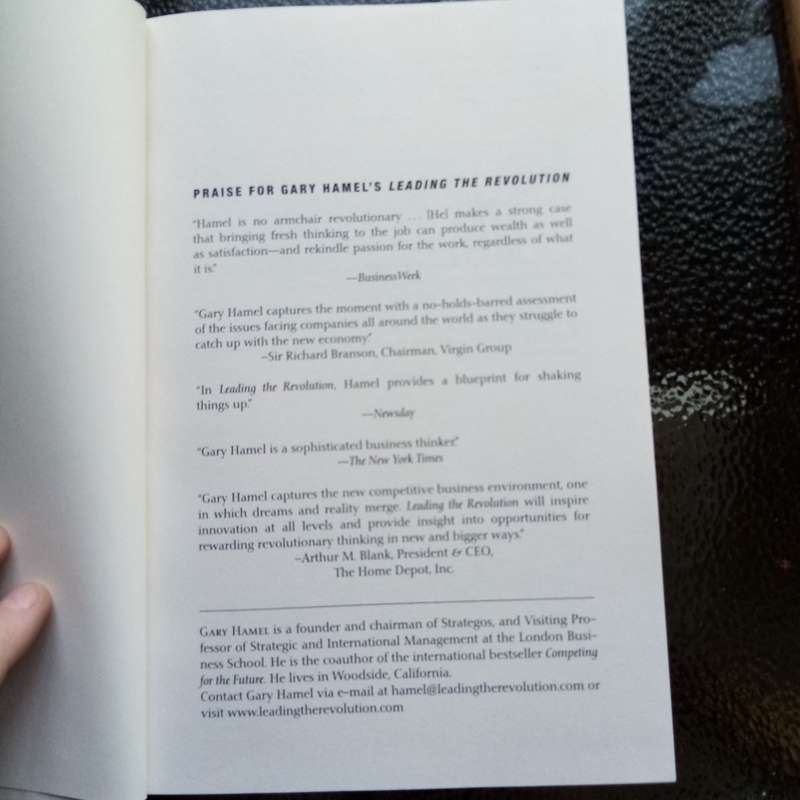 PRAISE FOR GARY HAMEL'S LEADING THE REVOLUTION
"Hamel is no armchair revolutionary ... [He] makes a strong case
that bringing fresh thinking to the job can produce wealth as well
as satisfaction—and rekindle passion for the work, regardless of what
it is."
—BusinessWeek
"Gary Hamel captures the moment with a no-holds-barred assessment
of the issues facing companies all around the world as they struggle to
catch up with the new economy"
–Sir Richard Branson, Chairman, Virgin Group
"In Leading the Revolution, Hamel provides a blueprint for shaking
things up."
—Newsday
"Gary Hamel is a sophisticated business thinker."
—The New York Times
"Gary Hamel captures the new competitive business environment, one
in which dreams and reality merge. Leading the Revolution will inspire
innovation at all levels and provide insight into opportunities for
rewarding revolutionary thinking in new and bigger ways."
–Arthur M. Blank, President & CEO,
The Home Depot, Inc.
GARY HAMEL is a founder and chairman of Strategos, and Visiting Pro-
fessor of Strategic and International Management at the London Busi-
ness School. He is the coauthor of the international bestseller Competing
for the Future. He lives in Woodside, California.
Contact Gary Hamel via e-mail at hamel@leadingtherevolution.com or
visit www.leadingtherevolution.com